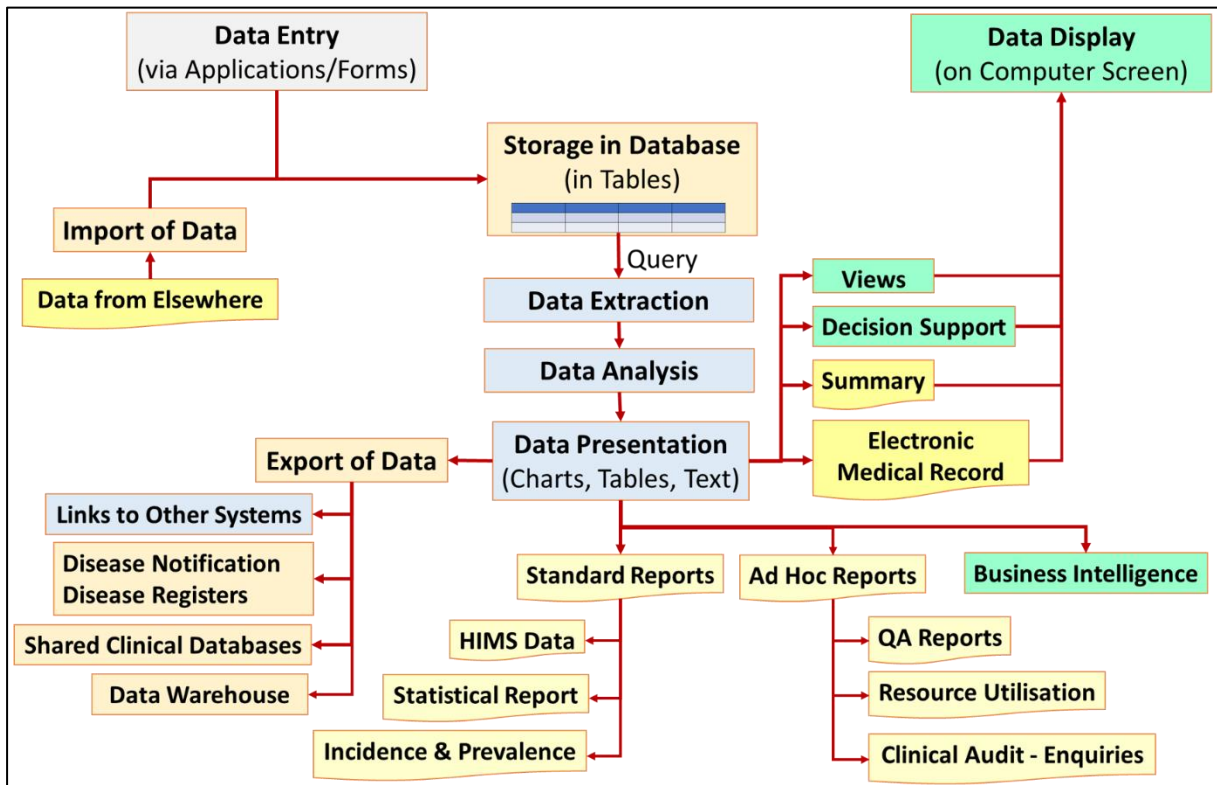 Data Entry
(via Applications/Forms)
Data Display
(on Computer Screen)
Storage in Database
(in Tables)
Import of Data
Data from Elsewhere
Query
Data Extraction
Data Analysis
Data Presentation
(Charts, Tables, Text)
Views
Decision Support
Summary
Electronic
Medical Record
Export of Data
Links to Other Systems
Disease Notification
Disease Registers
Shared Clinical Databases
Data Warehouse
Standard Reports
HIMS Data
Statistical Report
Incidence & Prevalence
Ad Hoc Reports
QA Reports
Resource Utilisation
Clinical Audit - Enquiries
Business Intelligence